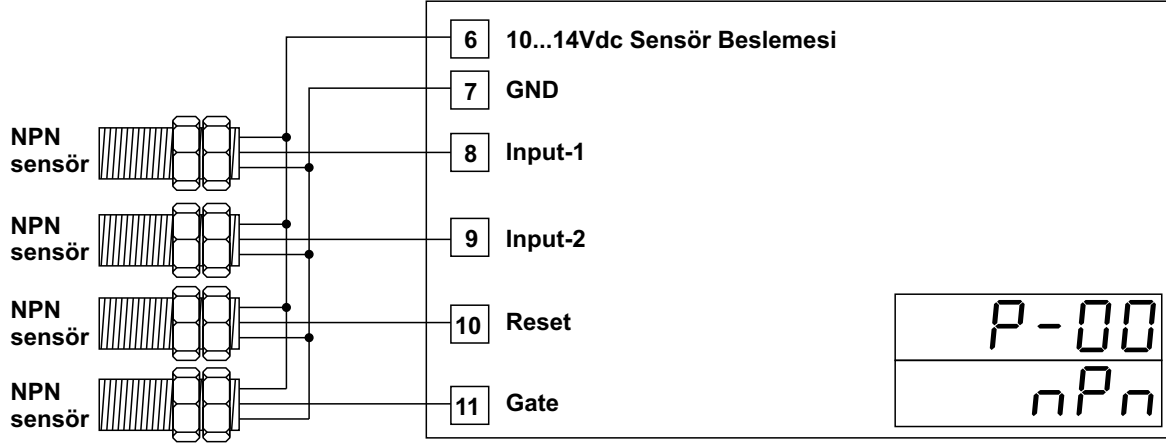 6 10...14Vdc Sensör Beslemesi
7 GND
NPN
sensör
8 Input-1
NPN
sensör
9 Input-2
NPN
sensör
10 Reset
NPN
sensör
11 Gate
P-00
nPn